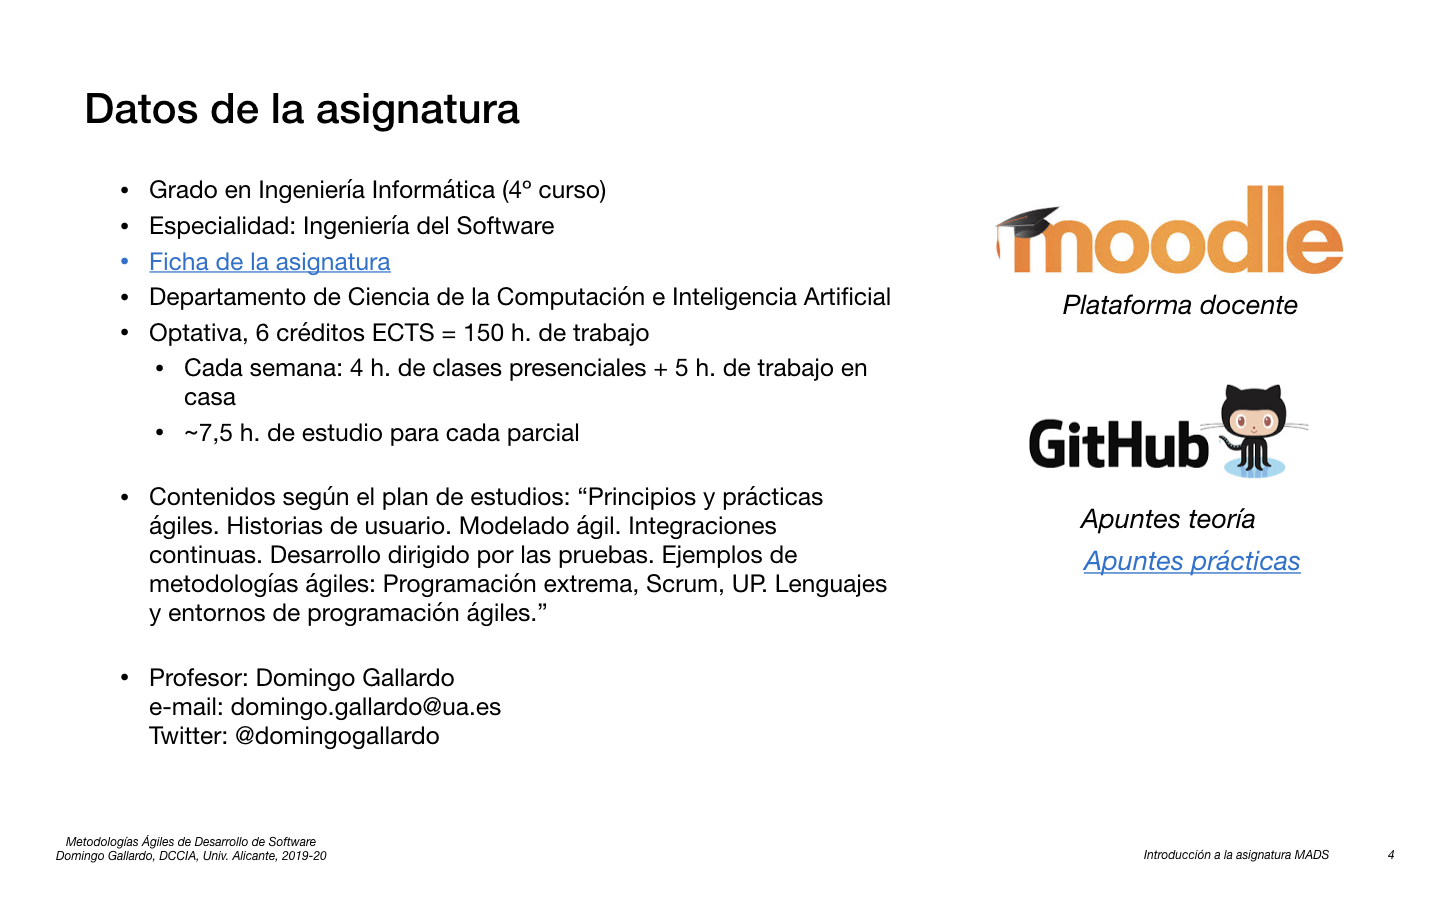 Datos de la asignatura
• Grado en Ingeniería Informática (4º curso)
• Especialidad: Ingeniería del Software
• Ficha de la asignatura
• Departamento de Ciencia de la Computación e Inteligencia Artificial
• Optativa, 6 créditos ECTS = 150 h. de trabajo
• Cada semana: 4 h. de clases presenciales + 5 h. de trabajo en
casa
• ~7,5 h. de estudio para cada parcial
• Contenidos según el plan de estudios: “Principios y prácticas
ágiles. Historias de usuario. Modelado ágil. Integraciones
continuas. Desarrollo dirigido por las pruebas. Ejemplos de
metodologías ágiles: Programación extrema, Scrum, UP. Lenguajes
y entornos de programación ágiles.”
• Profesor: Domingo Gallardo
e-mail: domingo.gallardo@ua.es
Twitter: @domingogallardo
moodle
Plataforma docente
GitHub
Apuntes teoría
Apuntes prácticas
Metodologías Ágiles de Desarrollo de Software
Domingo Gallardo, DCCIA, Univ. Alicante, 2019-20
Introducción a la asignatura MADS
4